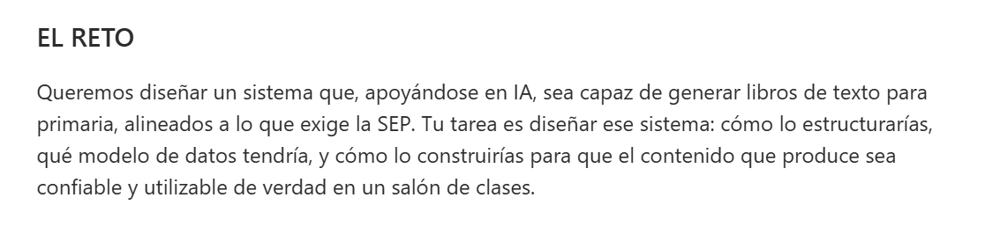 EL RETO
Queremos diseñar un sistema que, apoyándose en IA, sea capaz de generar libros de texto para
primaria, alineados a lo que exige la SEP. Tu tarea es diseñar ese sistema: cómo lo estructurarías,
qué modelo de datos tendría, y cómo lo construirías para que el contenido que produce sea
confiable y utilizable de verdad en un salón de clases.